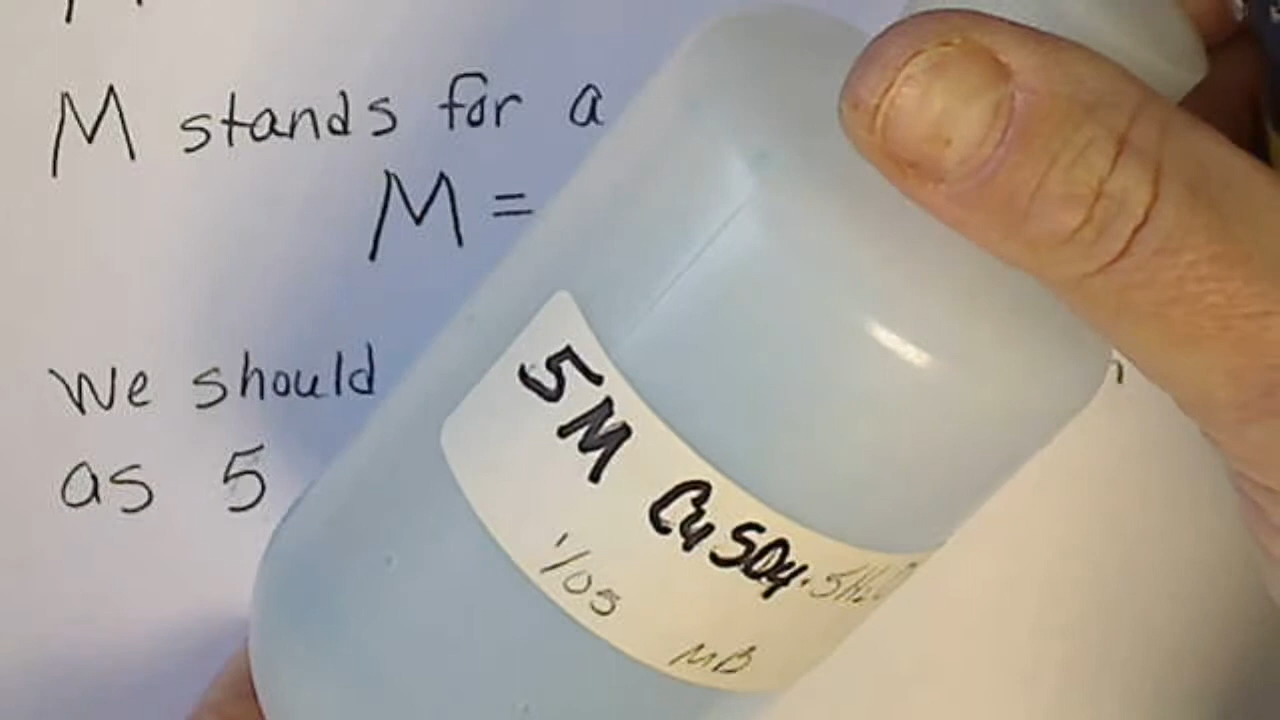 M stands for a
M =
We should
as 5
5M CuSO4·5H2O
1/05
MB